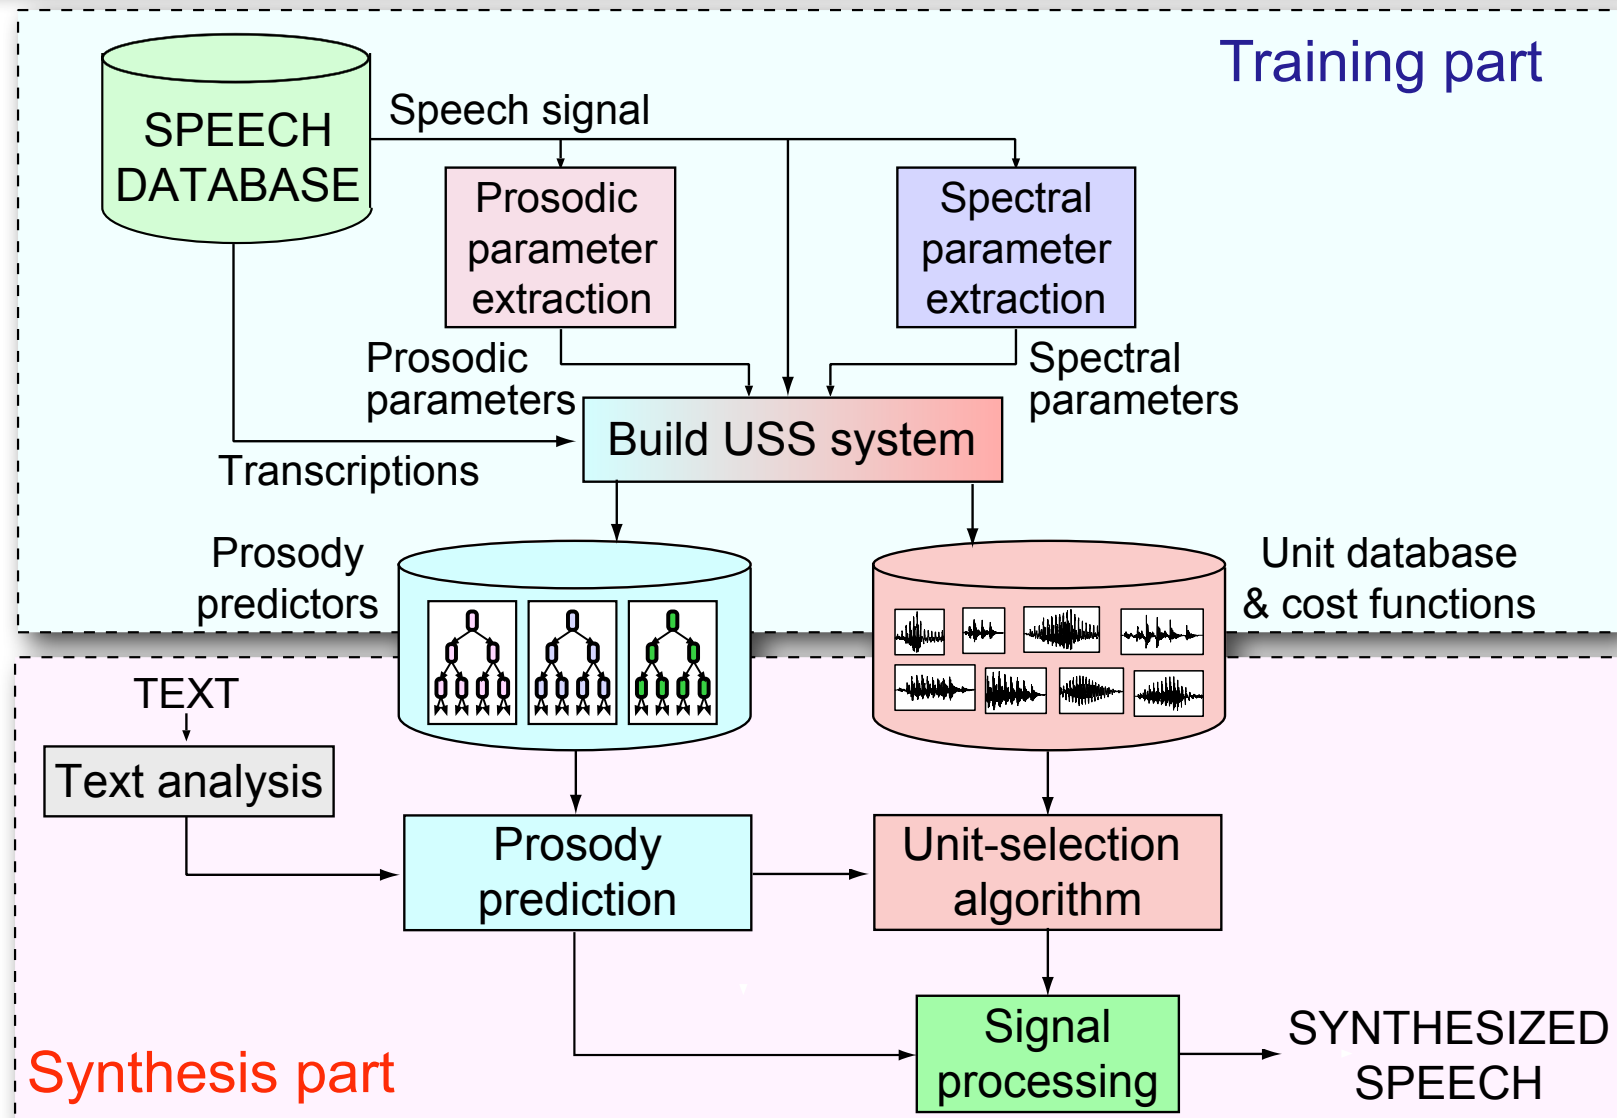 Training part
SPEECH
DATABASE
Speech signal
Prosodic
parameter
extraction
Spectral
parameter
extraction
Prosodic
parameters
Spectral
parameters
Build USS system
Transcriptions
Prosody
predictors
Unit database
& cost functions
TEXT
Text analysis
Prosody
prediction
Unit-selection
algorithm
Signal
processing
SYNTHESIZED
SPEECH
Synthesis part